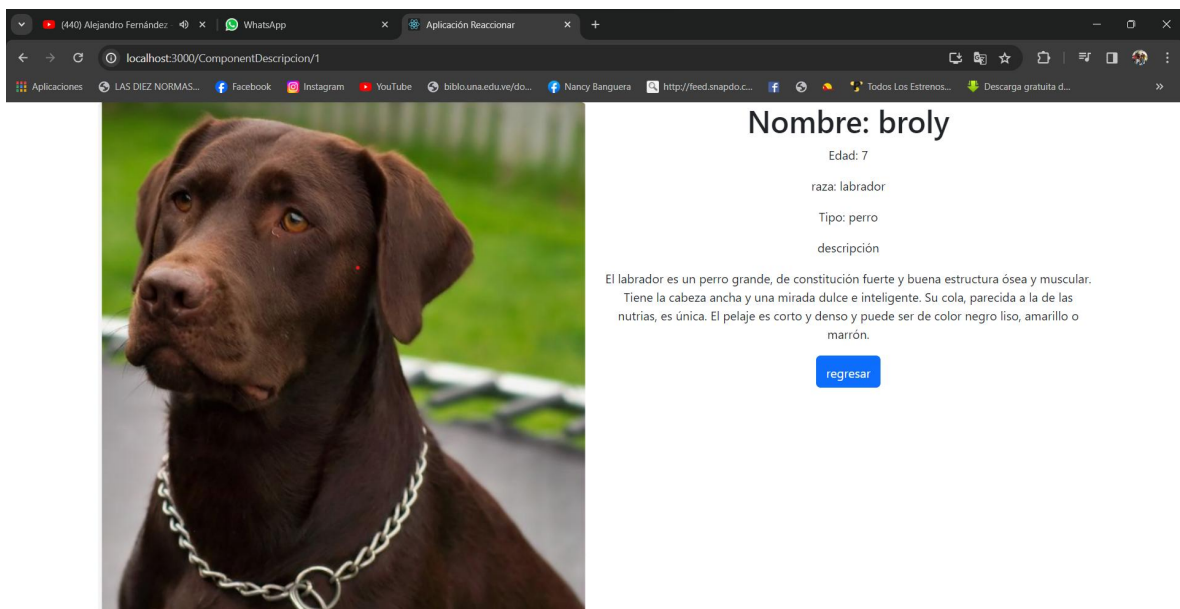 (440) Alejandro Fernández -
WhatsApp
Aplicación Reaccionar
localhost:3000/ComponentDescripcion/1
Aplicaciones
LAS DIEZ NORMAS...
Facebook
Instagram
YouTube
biblo.una.edu.ve/do...
Nancy Banguera
http://feed.snapdo.c...
Todos Los Estrenos...
Descarga gratuita d...
Nombre: broly
Edad: 7
raza: labrador
Tipo: perro
descripción
El labrador es un perro grande, de constitución fuerte y buena estructura ósea y muscular.
Tiene la cabeza ancha y una mirada dulce e inteligente. Su cola, parecida a la de las
nutrias, es única. El pelaje es corto y denso y puede ser de color negro liso, amarillo o
marrón.
regresar